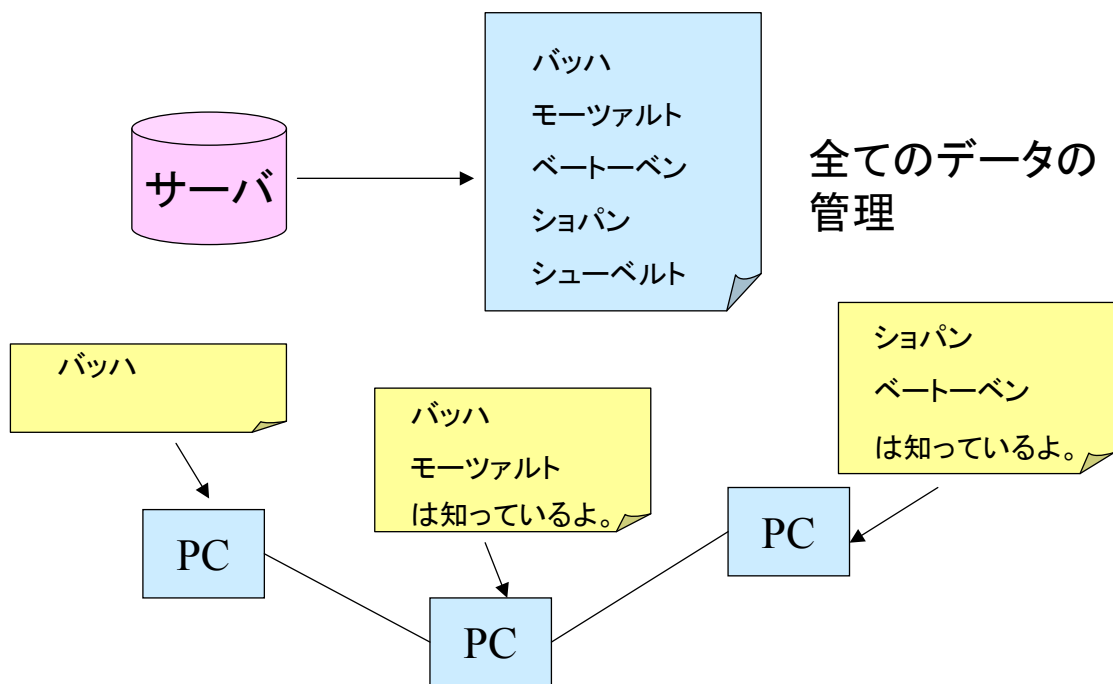 サーバ
バッハ
モーツァルト
ベートーベン
ショパン
シューベルト
全てのデータの
管理
バッハ
バッハ
モーツァルト
は知っているよ。
ショパン
ベートーベン
は知っているよ。
PC
PC
PC